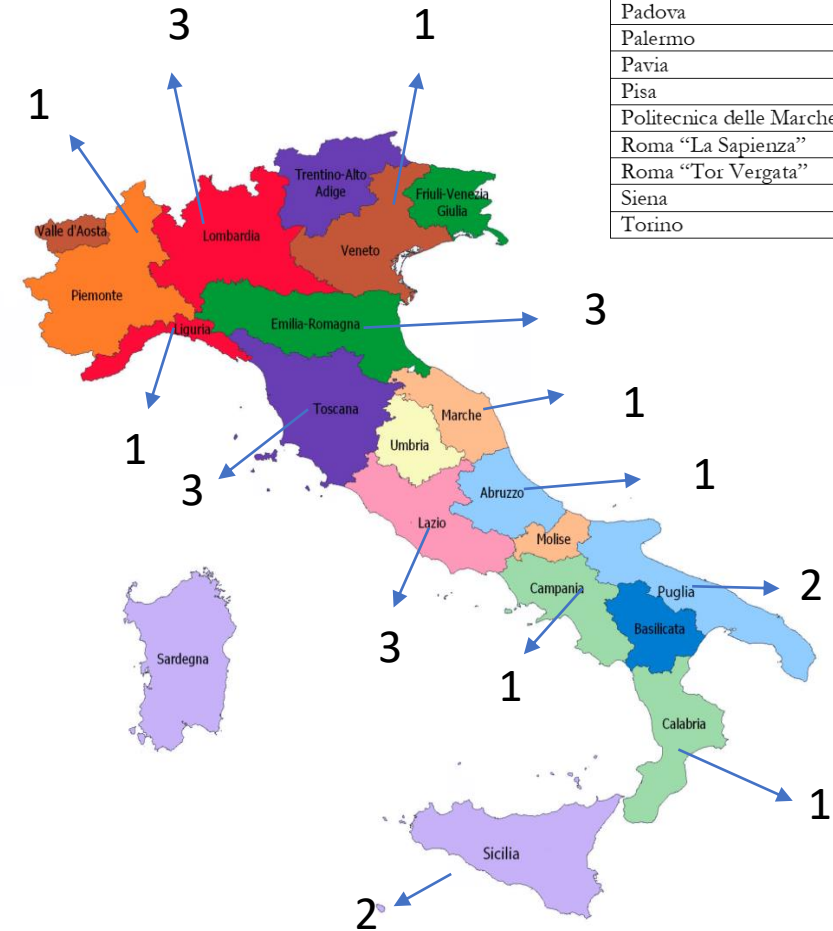 Padova
Palermo
Pavia
Pisa
Politecnica delle Marche
Roma “La Sapienza”
Roma “Tor Vergata”
Siena
Torino
3
1
1
Trentino-Alto
Adige
Friuli-Venezia
Giulia
Valle d'Aosta
Lombardia
Veneto
Piemonte
Liguria
Emilia-Romagna
3
Toscana
Marche
1
Umbria
1
3
Abruzzo
1
Lazio
Molise
Campania
Puglia
2
Basilicata
Sardegna
3
1
Calabria
1
Sicilia
2